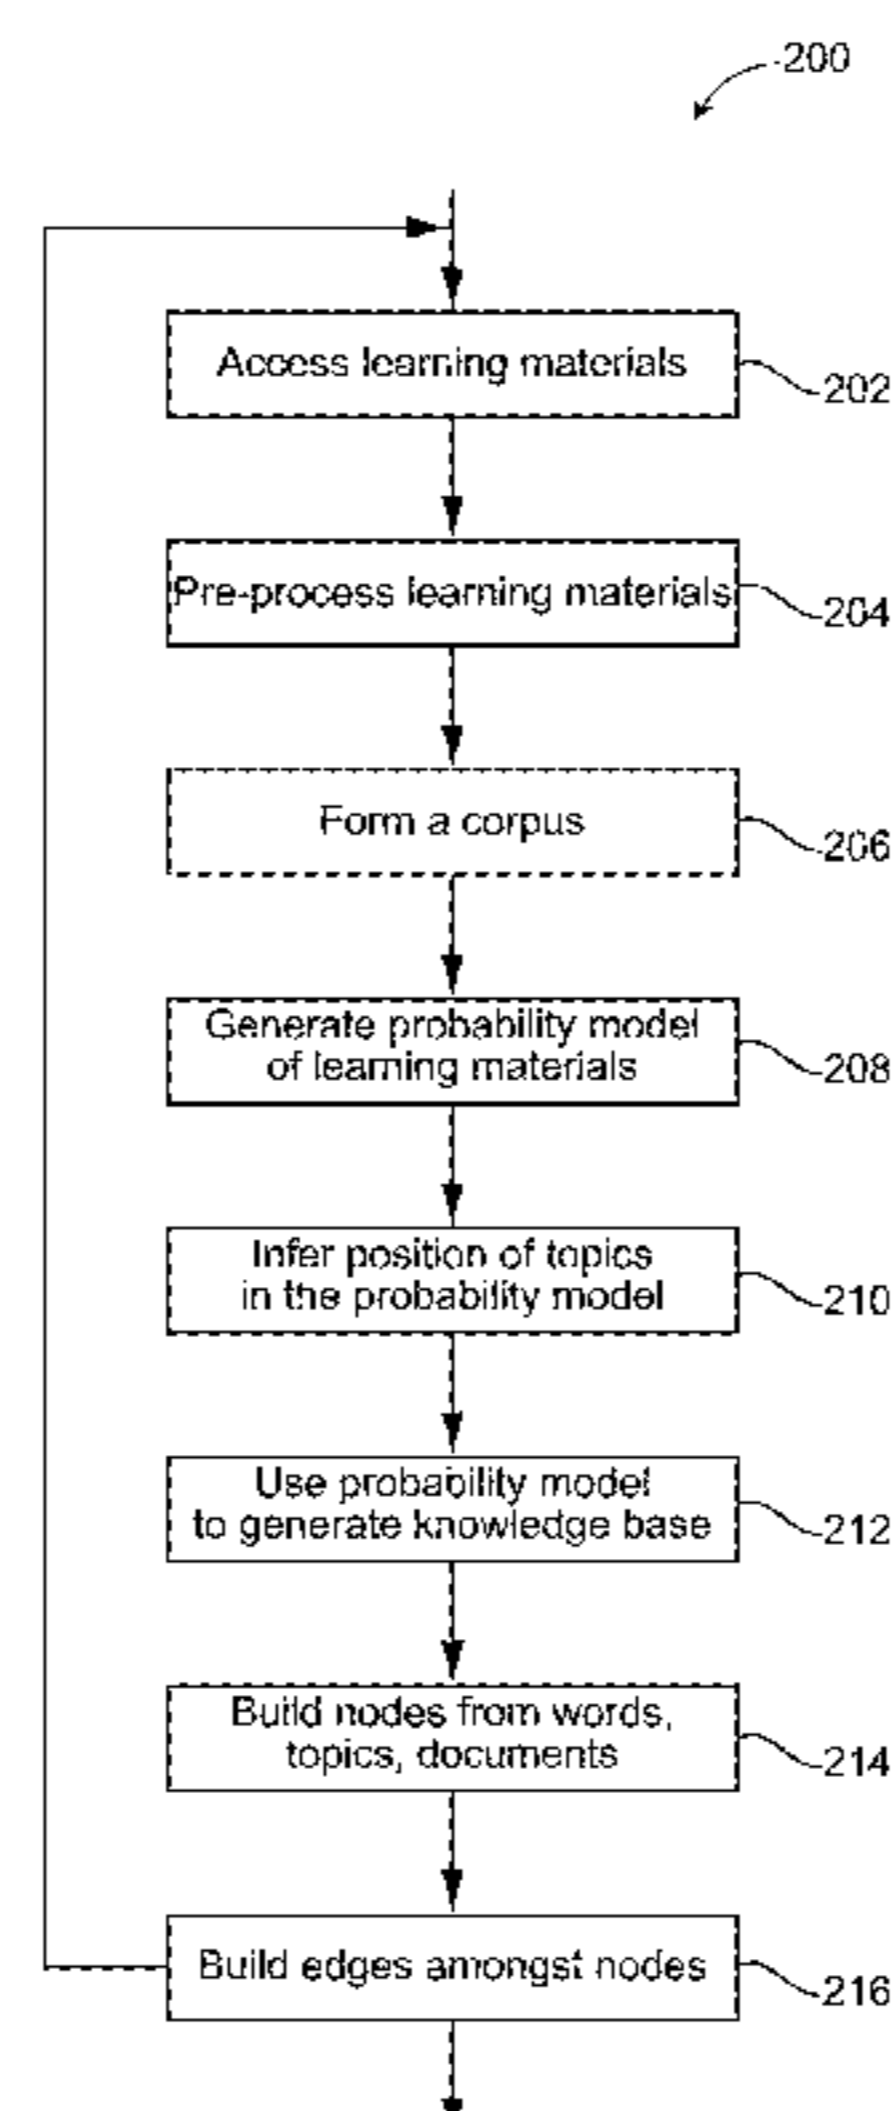 200
Access learning materials
202
Pre-process learning materials
204
Form a corpus
206
Generate probability model
of learning materials
208
Infer position of topics
in the probability model
210
Use probability model
to generate knowledge base
212
Build nodes from words,
topics, documents
214
Build edges amongst nodes
216